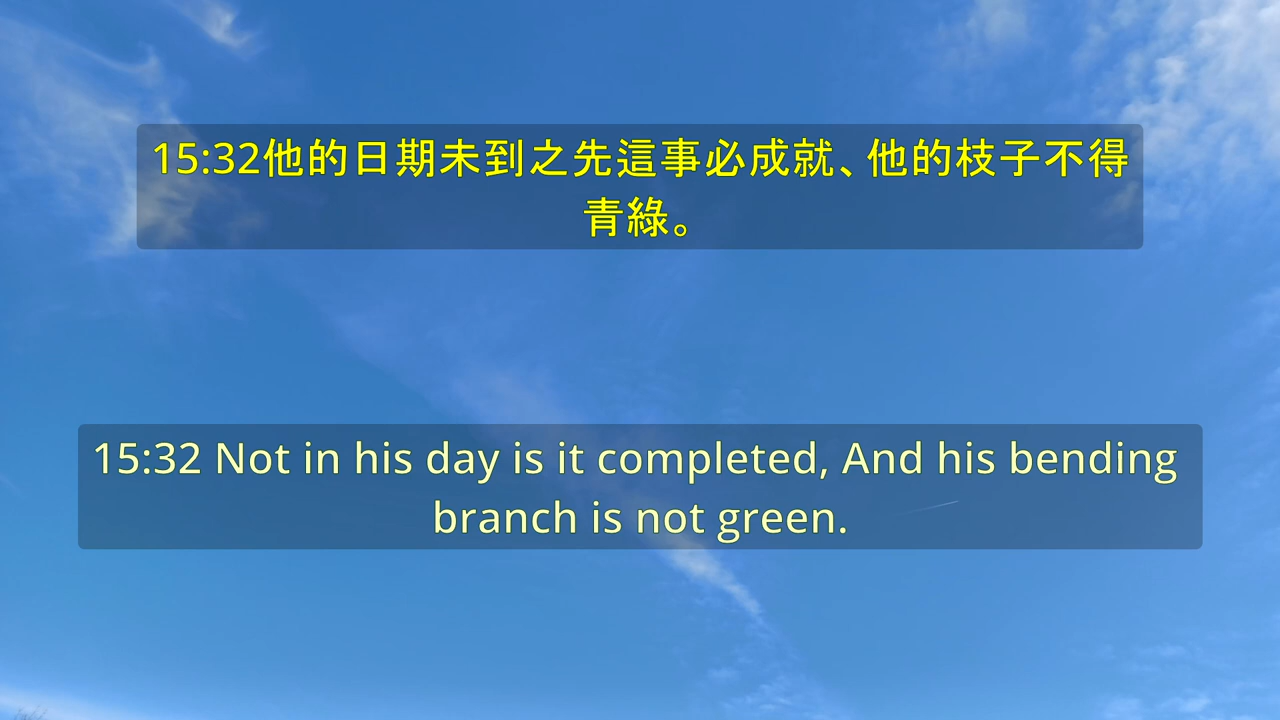 15:32他的日期未到之先這事必成就、他的枝子不得
青綠。
15:32 Not in his day is it completed, And his bending
branch is not green.